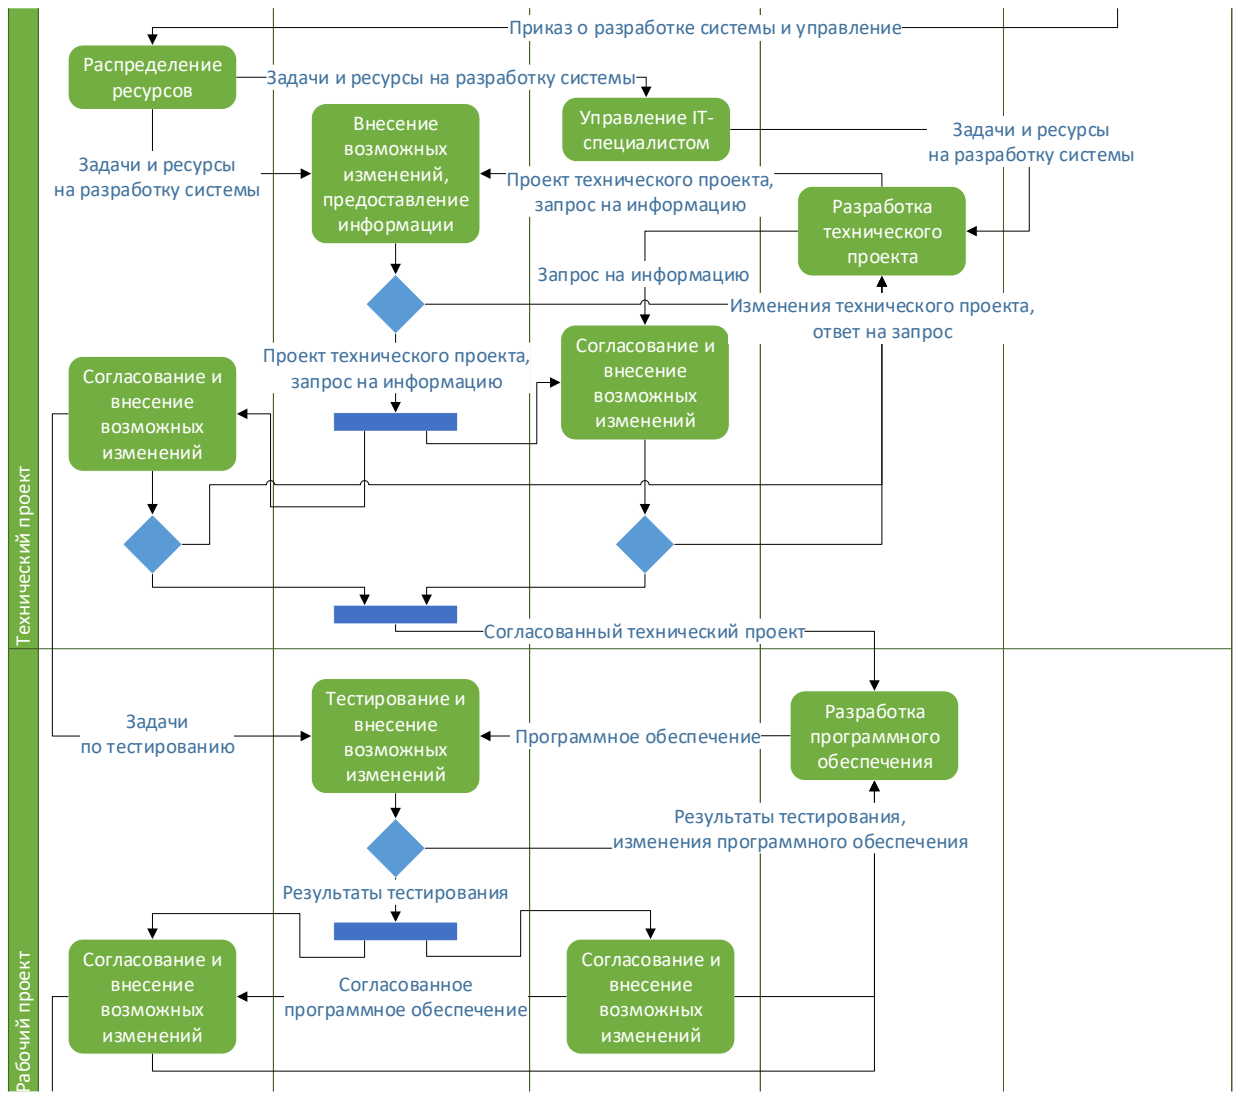 Приказ о разработке системы и управление
Распределение
ресурсов
Задачи и ресурсы на разработку системы
Управление IT-
специалистом
Внесение
возможных
изменений,
предоставление
информации
Задачи и ресурсы
на разработку системы
Задачи и ресурсы
на разработку системы
Проект технического проекта,
запрос на информацию
Разработка
технического
проекта
Запрос на информацию
Изменения технического проекта,
ответ на запрос
Проект технического проекта,
запрос на информацию
Согласование и
внесение
возможных
изменений
Согласование и
внесение
возможных
изменений
Технический проект
Согласованный технический проект
Тестирование и
внесение
возможных
изменений
Разработка
программного
обеспечения
Задачи
по тестированию
Программное обеспечение
Результаты тестирования,
изменения программного обеспечения
Результаты тестирования
Согласование и
внесение
возможных
изменений
Согласованное
программное обеспечение
Согласование и
внесение
возможных
изменений
Рабочий проект